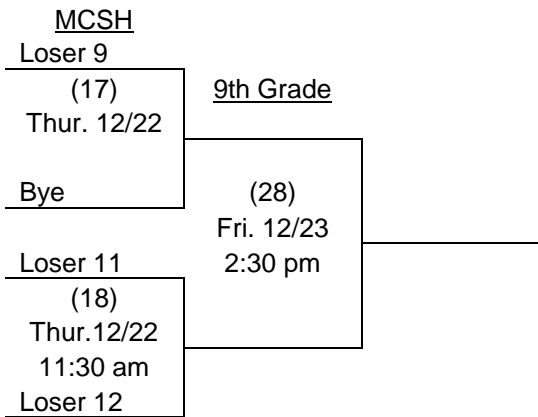 MCSH
Loser 9
(17)
9th Grade
Thur. 12/22
Bye
(28)
Fri. 12/23
Loser 11
2:30 pm
(18)
Thur.12/22
11:30 am
Loser 12